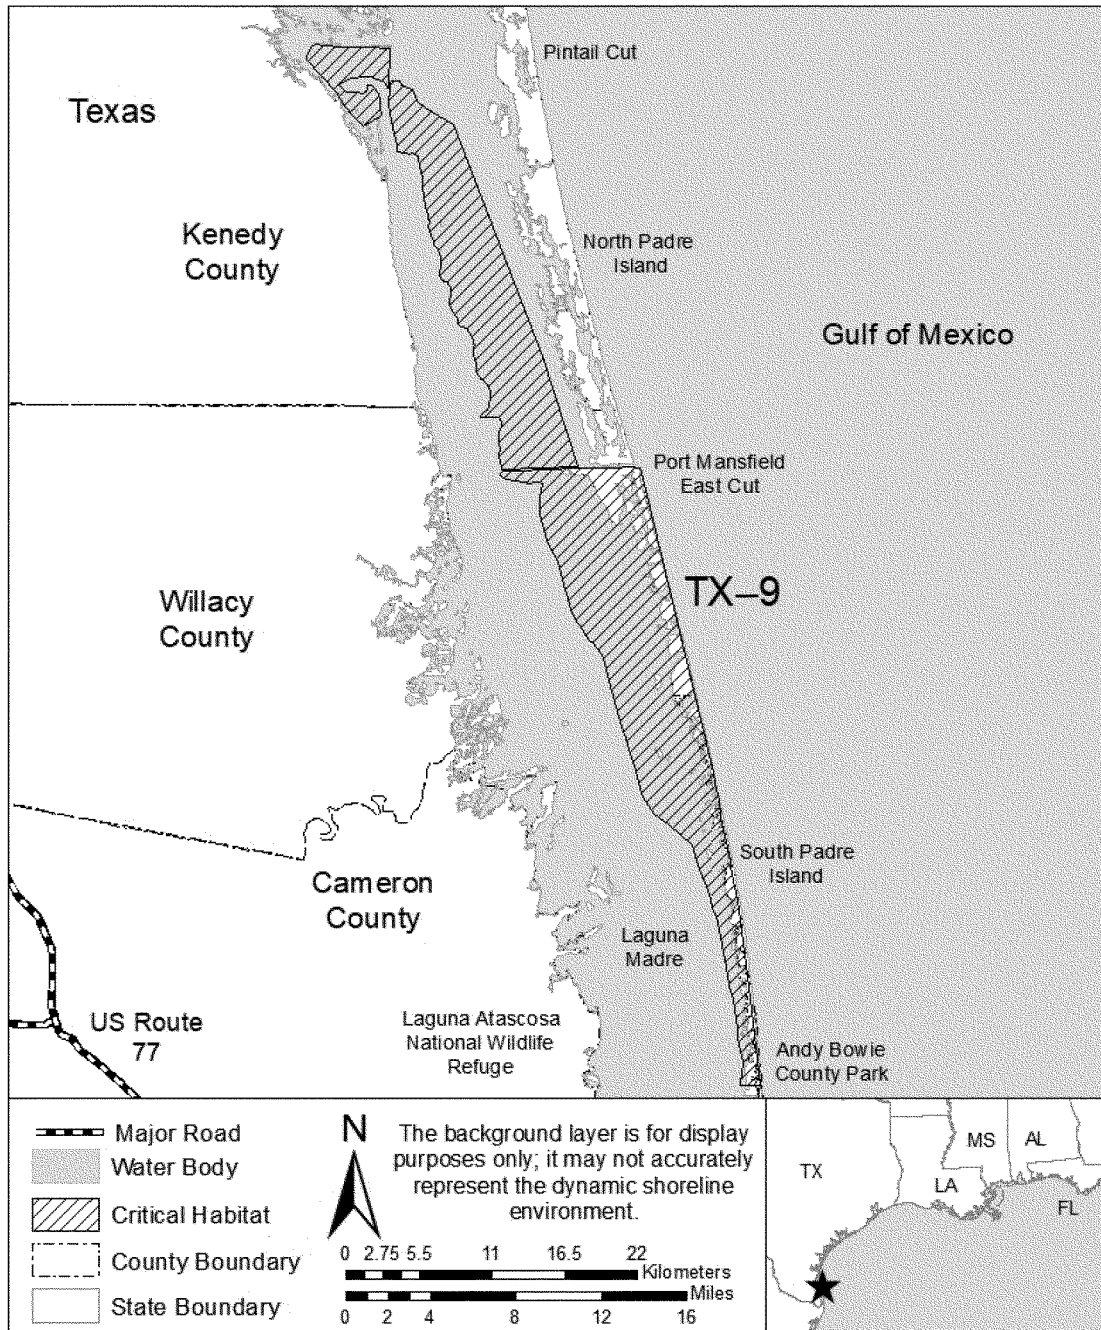 Pintail Cut
Texas
Kenedy
County
North Padre
Island
Gulf of Mexico
Port Mansfield
East Cut
TX–9
Willacy
County
South Padre
Island
Cameron
County
Laguna
Madre
US Route
77
Laguna Atascosa
National Wildlife
Refuge
Andy Bowie
County Park
Major Road
Water Body
Critical Habitat
County Boundary
State Boundary
N
The background layer is for display
purposes only; it may not accurately
represent the dynamic shoreline
environment.
0 2.75 5.5 11 16.5 22
Kilometers
Miles
0 2 4 8 12 16
TX
LA
MS
AL
FL